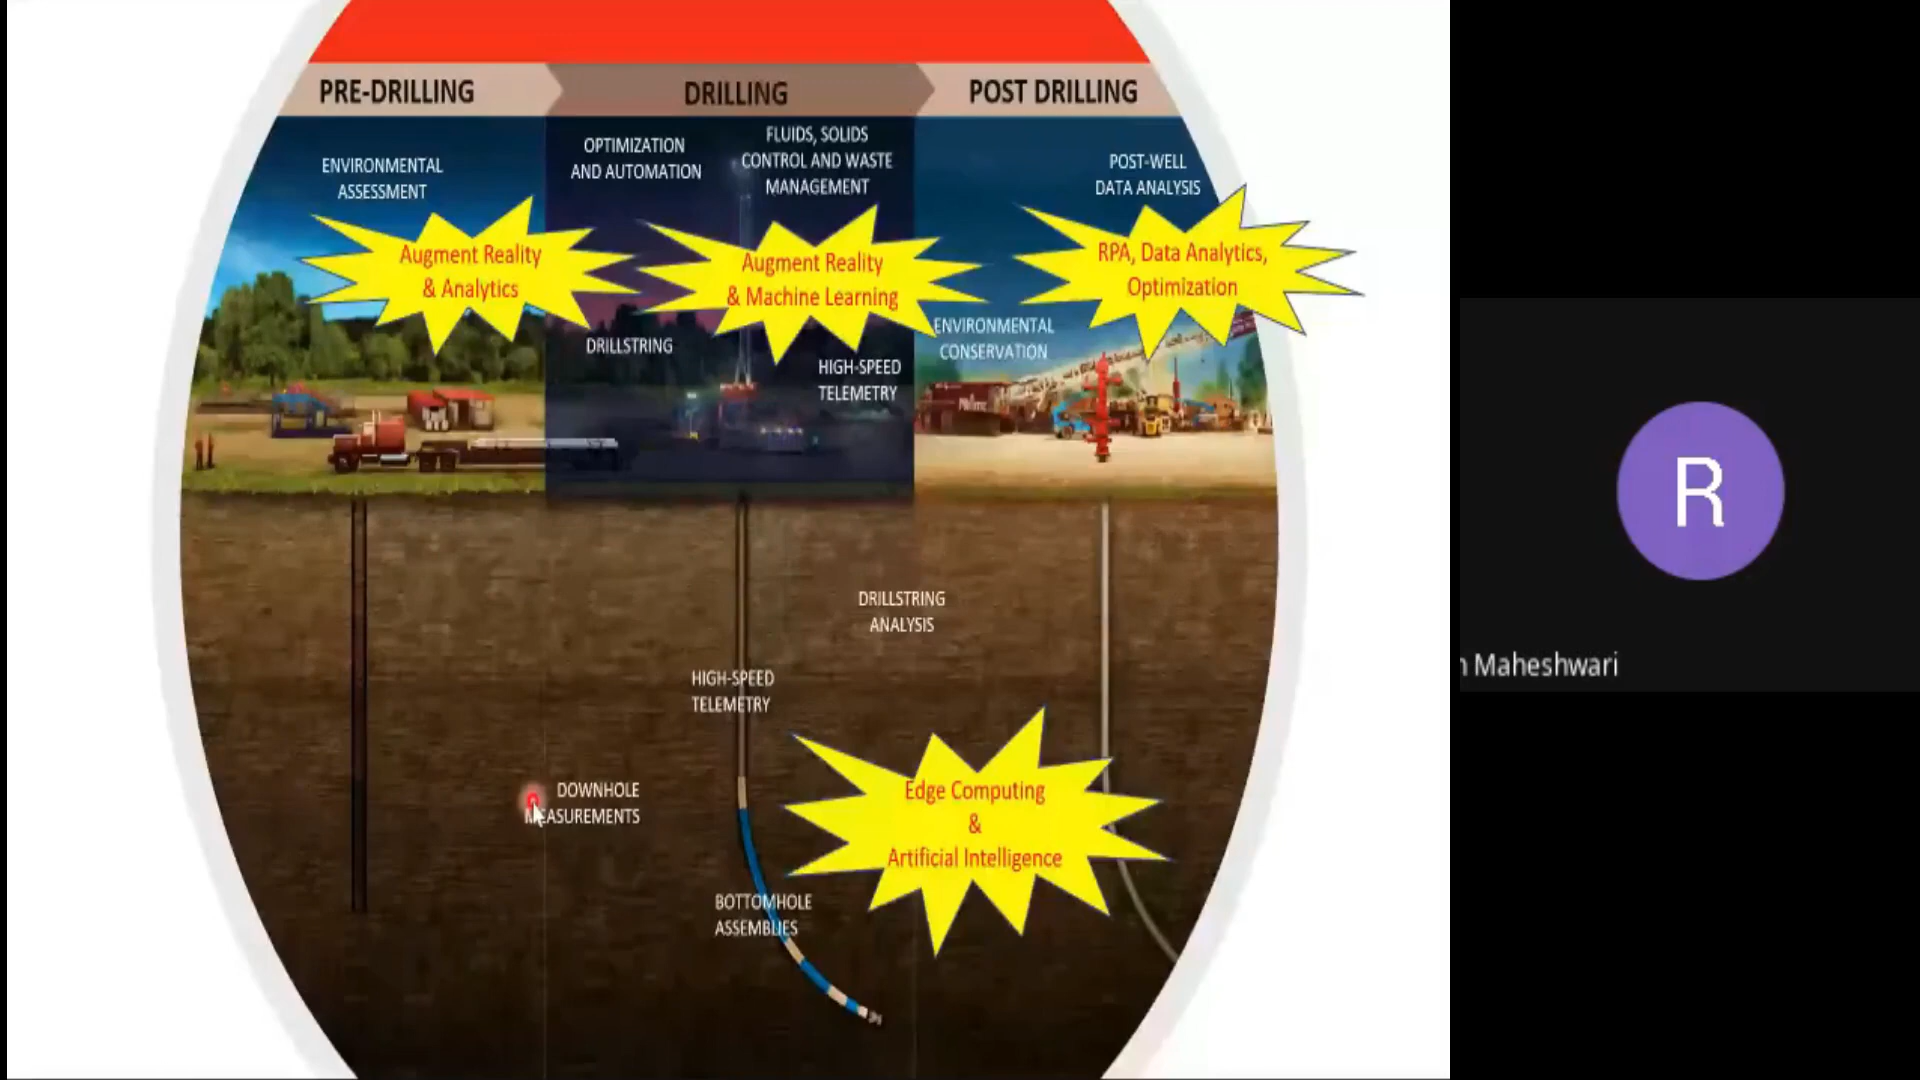 PRE-DRILLING
DRILLING
POST DRILLING
ENVIRONMENTAL
ASSESSMENT
OPTIMIZATION
AND AUTOMATION
FLUIDS, SOLIDS
CONTROL AND WASTE
MANAGEMENT
POST-WELL
DATA ANALYSIS
Augment Reality
& Analytics
Augment Reality
& Machine Learning
RPA, Data Analytics,
Optimization
DRILLSTRING
HIGH-SPEED
TELEMETRY
ENVIRONMENTAL
CONSERVATION
DRILLSTRING
ANALYSIS
HIGH-SPEED
TELEMETRY
DOWNHOLE
MEASUREMENTS
Edge Computing
&
Artificial Intelligence
BOTTOMHOLE
ASSEMBLIES
R
Maheshwari